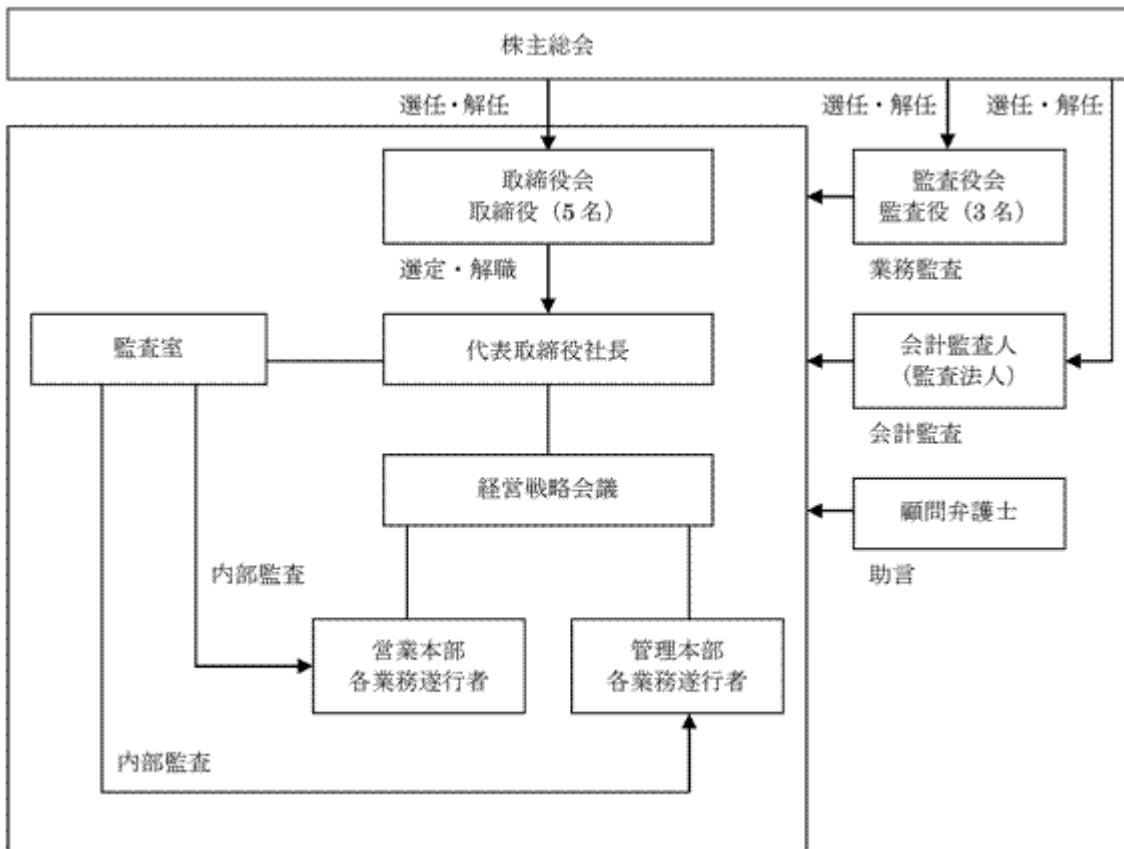 株主総会
選任・解任
選任・解任
選任・解任
取締役会
取締役（5名）
監査役会
監査役（3名）
選定・解職
業務監査
監査室
代表取締役社長
会計監査人
（監査法人）
会計監査
経営戦略会議
顧問弁護士
内部監査
助言
営業本部
各業務遂行者
管理本部
各業務遂行者
内部監査